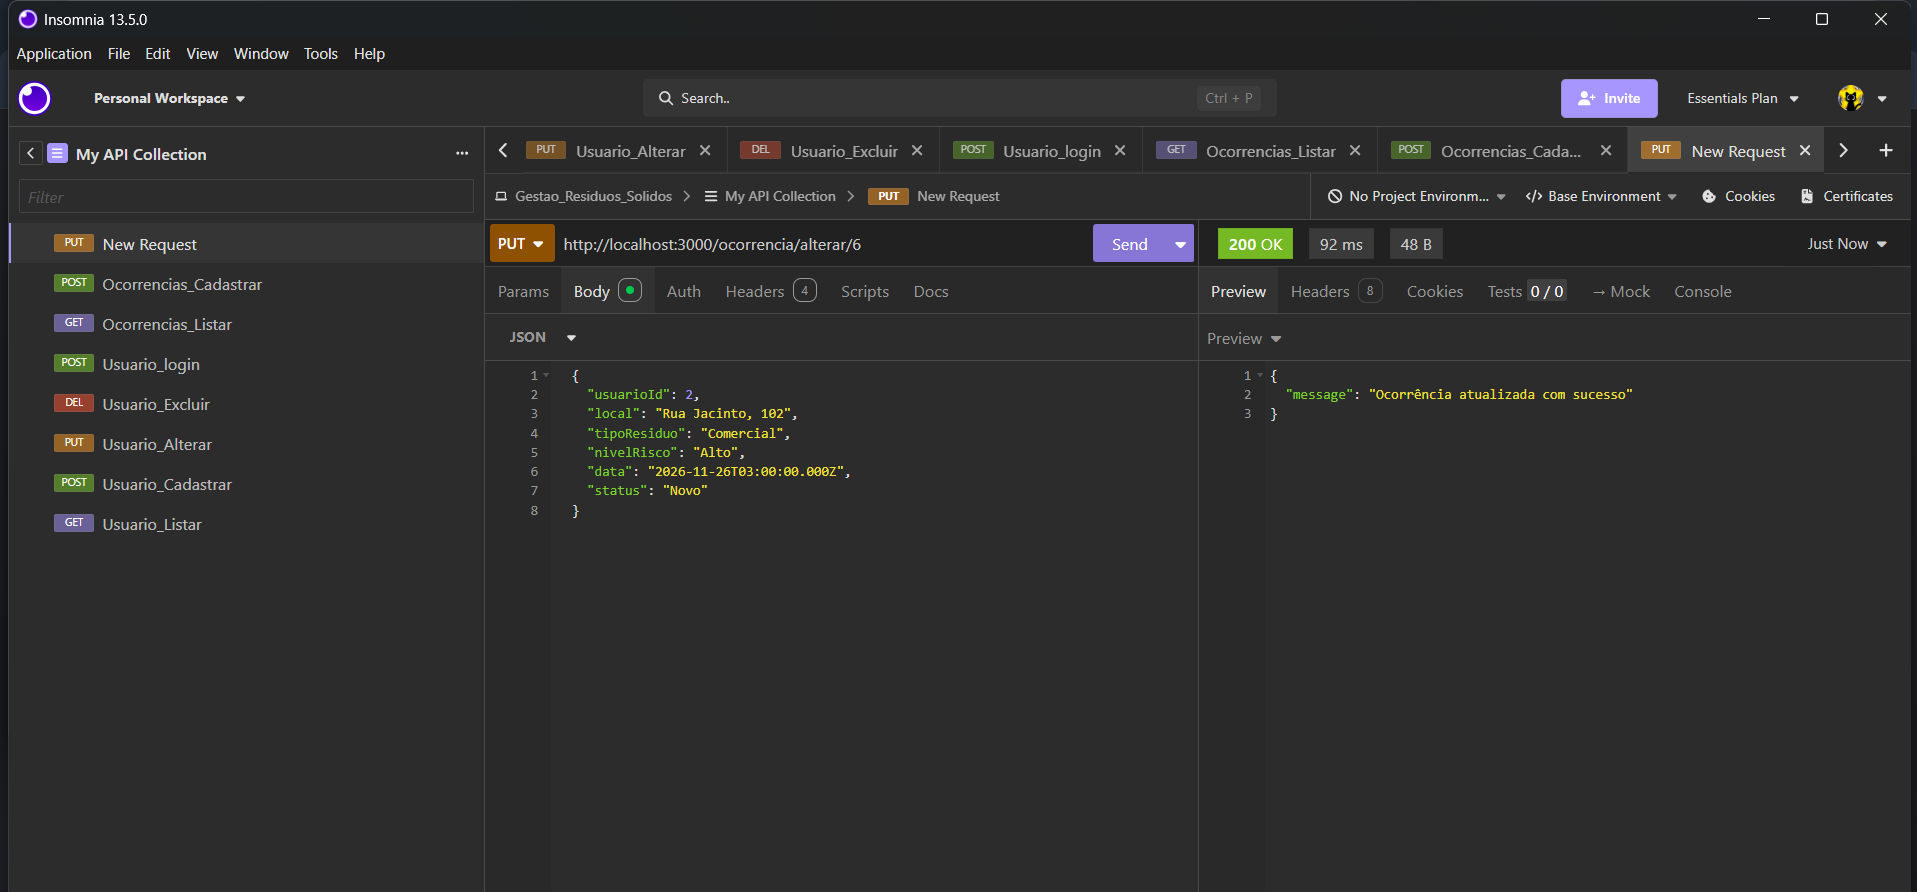 Insomnia 13.5.0
Application File Edit View Window Tools Help
Personal Workspace
Search..
Ctrl + P
Invite
Essentials Plan
My API Collection
Filter
PUT New Request
POST Ocorrencias_Cadastrar
GET Ocorrencias_Listar
POST Usuario_login
DEL Usuario_Excluir
PUT Usuario_Alterar
POST Usuario_Cadastrar
GET Usuario_Listar
PUT Usuario_Alterar
DEL Usuario_Excluir
POST Usuario_login
GET Ocorrencias_Listar
POST Ocorrencias_Cada...
PUT New Request
Gestao_Residuos_Solidos > My API Collection > PUT New Request
No Project Environm...
</> Base Environment
Cookies
Certificates
PUT http://localhost:3000/ocorrencia/alterar/6
Send
200 OK 92 ms 48 B
Just Now
Params Body Auth Headers 4 Scripts Docs
JSON
1 {
2 "usuarioId": 2,
3 "local": "Rua Jacinto, 102",
4 "tipoResiduo": "Comercial",
5 "nivelRisco": "Alto",
6 "data": "2026-11-26T03:00:00.000Z",
7 "status": "Novo"
8 }
Preview Headers 8 Cookies Tests 0 / 0 → Mock Console
Preview
1 {
2 "message": "Ocorrência atualizada com sucesso"
3 }